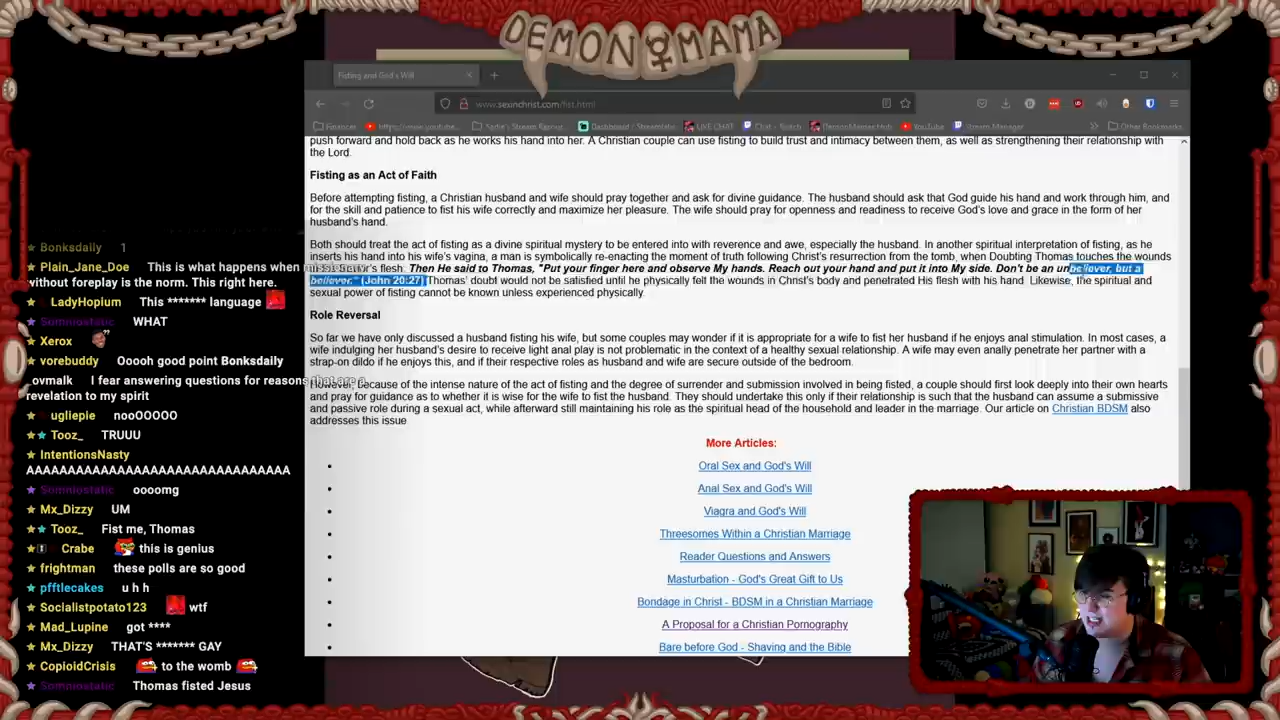 DEMON MAMA
Fisting and God's Will
www.sexinchrist.com/fist.html
Finances
https://www.youtube...
Dashboard / Streamlabs
LIVE CHAT
YouTube
Stream Manager
Other Bookmarks
push forward and hold back as he works his hand into her. A Christian couple can use fisting to build trust and intimacy between them, as well as strengthening their relationship with
the Lord.
Fisting as an Act of Faith
Before attempting fisting, a Christian husband and wife should pray together and ask for divine guidance. The husband should ask that God guide his hand and work through him, and
for the skill and patience to fist his wife correctly and maximize her pleasure. The wife should pray for openness and readiness to receive God's love and grace in the form of her
husband's hand.
Both should treat the act of fisting as a divine spiritual mystery to be entered into with reverence and awe, especially the husband. In another spiritual interpretation of fisting, as he
inserts his hand into his wife's vagina, a man is symbolically re-enacting the moment of truth following Christ's resurrection from the tomb, when Doubting Thomas touches the wounds
flesh. Then He said to Thomas, "Put your finger here and observe My hands. Reach out your hand and put it into My side. Don't be an unbeliever, but a
believer." (John 20:27) Thomas' doubt would not be satisfied until he physically felt the wounds in Christ's body and penetrated His flesh with his hand. Likewise, the spiritual and
sexual power of fisting cannot be known unless experienced physically.
Role Reversal
So far we have only discussed a husband fisting his wife, but some couples may wonder if it is appropriate for a wife to fist her husband if he enjoys anal stimulation. In most cases, a
wife indulging her husband's desire to receive light anal play is not problematic in the context of a healthy sexual relationship. A wife may even anally penetrate her partner with a
strap-on dildo if he enjoys this, and if their respective roles as husband and wife are secure outside of the bedroom.
However, because of the intense nature of the act of fisting and the degree of surrender and submission involved in being fisted, a couple should first look deeply into their own hearts
and pray for guidance as to whether it is wise for the wife to fist the husband. They should undertake this only if their relationship is such that the husband can assume a submissive
and passive role during a sexual act, while afterward still maintaining his role as the spiritual head of the household and leader in the marriage. Our article on Christian BDSM also
addresses this issue
More Articles:
Oral Sex and God's Will
Anal Sex and God's Will
Viagra and God's Will
Threesomes Within a Christian Marriage
Reader Questions and Answers
Masturbation - God's Great Gift to Us
Bondage in Christ - BDSM in a Christian Marriage
A Proposal for a Christian Pornography
Bare before God - Shaving and the Bible
Bonksdaily 1
Plain_Jane_Doe This is what happens when
without foreplay is the norm. This right here.
LadyHopium This ******* language
Somniostatic WHAT
Xerox
vorebuddy Ooooh good point Bonksdaily
_ovmalk I fear answering questions for reasons that are a
revelation to my spirit
ugllepie nooOOOOO
Tooz_ TRUUU
IntentionsNasty
AAAAAAAAAAAAAAAAAAAAAAAAAAAAAA
Somniostatic oooomg
Mx_Dizzy UM
Tooz_ Fist me, Thomas
Crabe this is genius
frightman these polls are so good
pfftlecakes u h h
Socialistpotato123 wtf
Mad_Lupine got ****
Mx_Dizzy THAT'S ******* GAY
CopioidCrisis to the womb
Somniostatic Thomas fisted Jesus